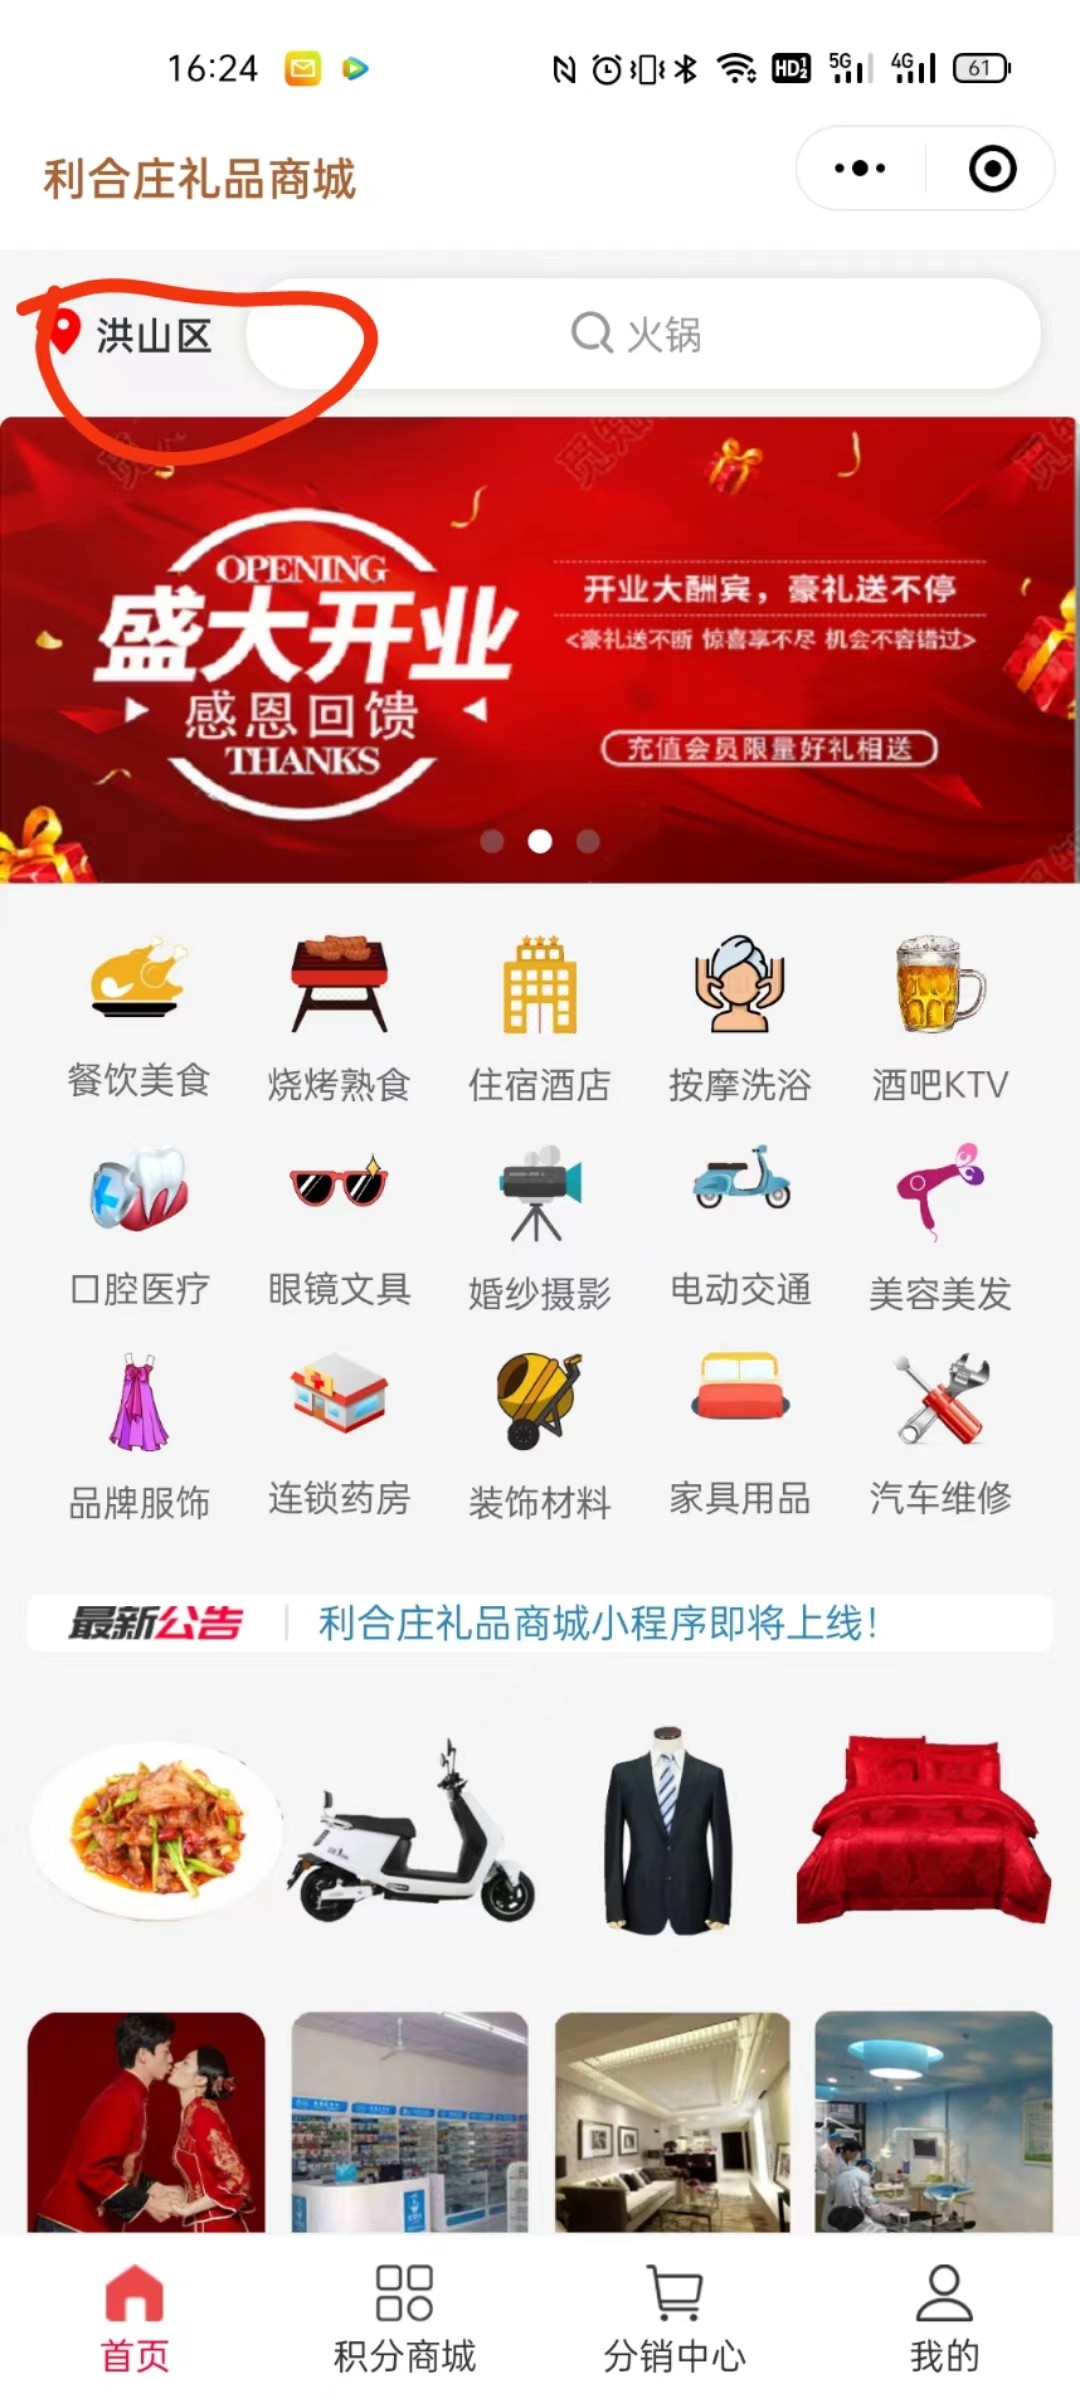 16:24
HD1 2 5G 4G 61
利合庄礼品商城
洪山区
火锅
OPENING
盛大开业
感恩回馈
THANKS
开业大酬宾，豪礼送不停
<豪礼送不断 惊喜享不尽 机会不容错过>
充值会员限量好礼相送
餐饮美食 烧烤熟食 住宿酒店 按摩洗浴 酒吧KTV
口腔医疗 眼镜文具 婚纱摄影 电动交通 美容美发
品牌服饰 连锁药房 装饰材料 家具用品 汽车维修
最新公告 利合庄礼品商城小程序即将上线！
首页 积分商城 分销中心 我的